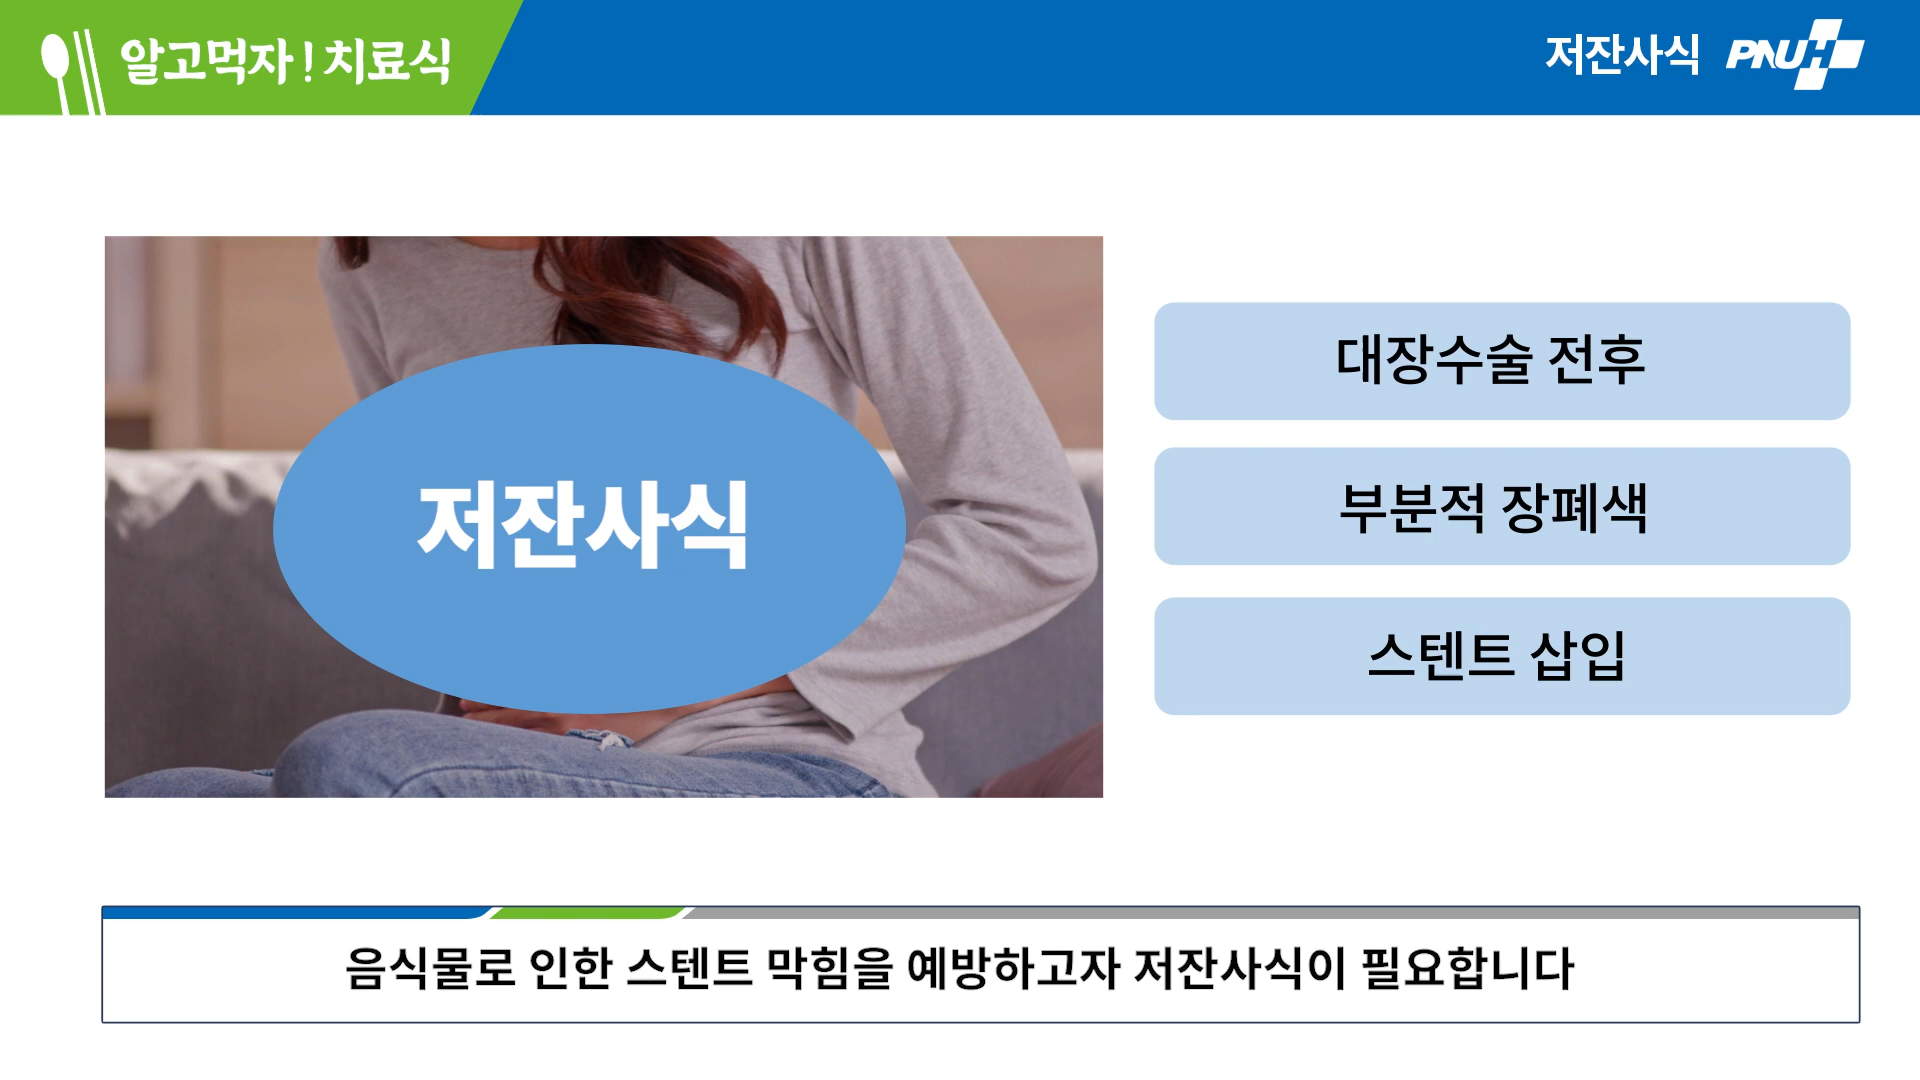 알고먹자! 치료식
저잔사식 PNUH
저잔사식
대장수술 전후
부분적 장폐색
스텐트 삽입
음식물로 인한 스텐트 막힘을 예방하고자 저잔사식이 필요합니다